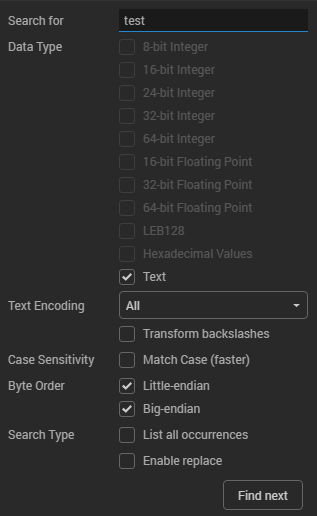 Search for test
Data Type 8-bit Integer
16-bit Integer
24-bit Integer
32-bit Integer
64-bit Integer
16-bit Floating Point
32-bit Floating Point
64-bit Floating Point
LEB128
Hexadecimal Values
Text
Text Encoding All
Transform backslashes
Case Sensitivity Match Case (faster)
Byte Order Little-endian
Big-endian
Search Type List all occurrences
Enable replace
Find next